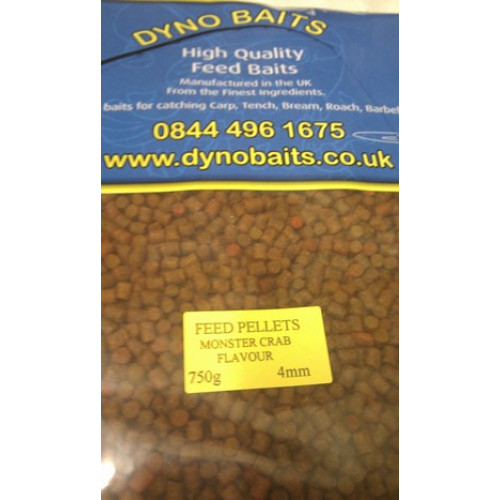 DYNO BAITS
High Quality
Feed Baits
Manufactured in the UK
From the Finest Ingredients.
baits for catching Carp, Tench, Bream, Roach, Barbel
0844 496 1675
www.dynobaits.co.uk
FEED PELLETS
MONSTER CRAB
FLAVOUR
750g 4mm